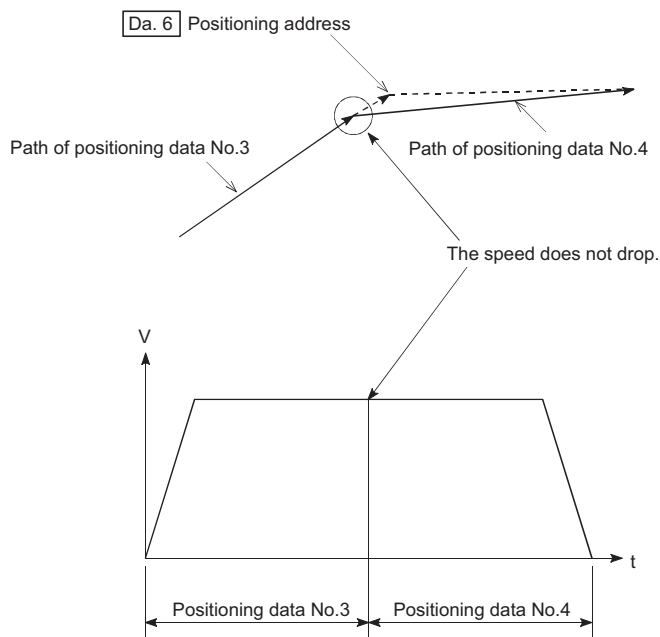 Da. 6 Positioning address
Path of positioning data No.3
Path of positioning data No.4
The speed does not drop.
V
t
Positioning data No.3
Positioning data No.4